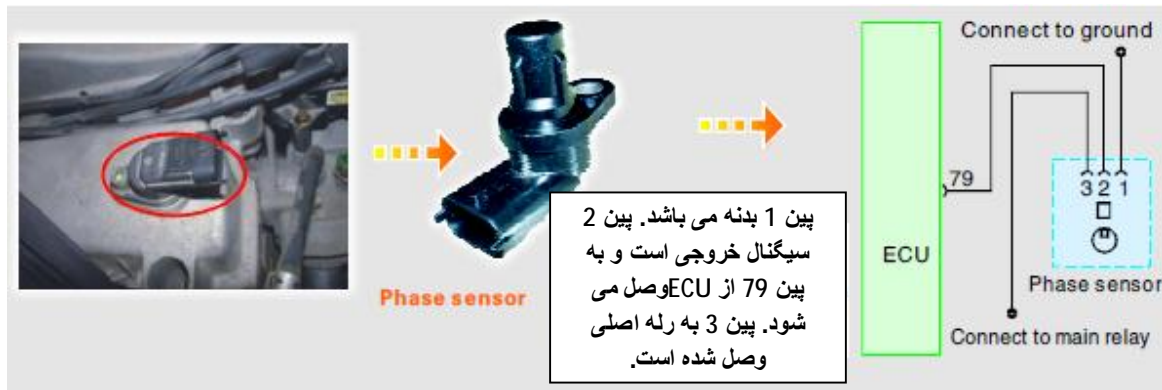 Phase sensor
پین 1 بدنه می باشد. پین 2
سیگنال خروجی است و به
پین 79 از ECUوصل می
شود. پین 3 به رله اصلی
وصل شده است.
Connect to ground
79
3 2 1
ECU
Phase sensor
Connect to main relay